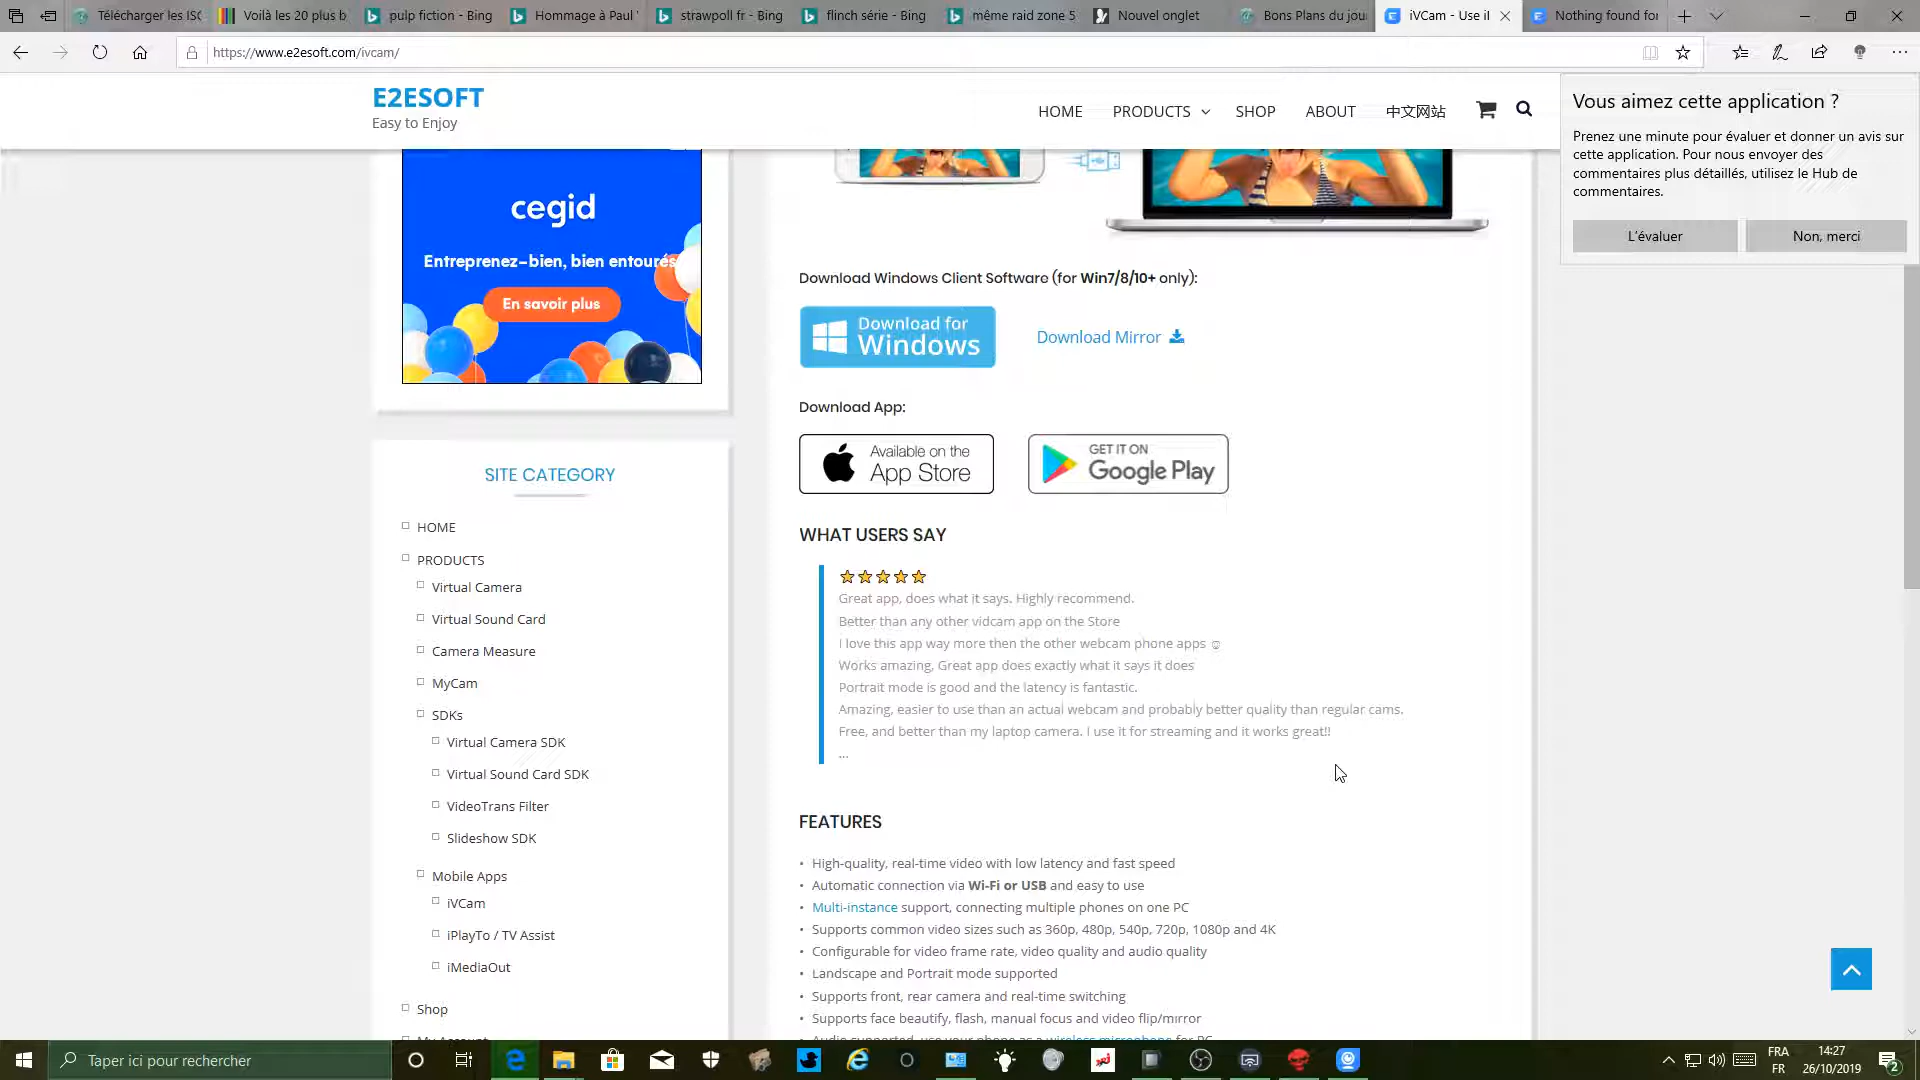 Télécharger les ISO
Voilà les 20 plus b
pulp fiction - Bing
Hommage à Paul
strawpoll fr - Bing
flinch série - Bing
même raid zone 5
Nouvel onglet
Bons Plans du jou
iVCam - Use i
Nothing found for
https://www.e2esoft.com/ivcam/
E2ESOFT
Easy to Enjoy
HOME
PRODUCTS
SHOP
ABOUT
中文网站
Vous aimez cette application ?
Prenez une minute pour évaluer et donner un avis sur
cette application. Pour nous envoyer des
commentaires plus détaillés, utilisez le Hub de
commentaires.
L'évaluer
Non, merci
cegid
Entreprenez-bien, bien entourés
En savoir plus
Download Windows Client Software (for Win7/8/10+ only):
Download for
Windows
Download Mirror
Download App:
Available on the
App Store
GET IT ON
Google Play
SITE CATEGORY
HOME
PRODUCTS
Virtual Camera
Virtual Sound Card
Camera Measure
MyCam
SDKs
Virtual Camera SDK
Virtual Sound Card SDK
VideoTrans Filter
Slideshow SDK
Mobile Apps
iVCam
iPlayTo / TV Assist
iMediaOut
Shop
My Account
WHAT USERS SAY
Great app, does what it says. Highly recommend.
Better than any other vidcam app on the Store
I love this app way more then the other webcam phone apps ☺
Works amazing, Great app does exactly what it says it does
Portrait mode is good and the latency is fantastic.
Amazing, easier to use than an actual webcam and probably better quality than regular cams.
Free, and better than my laptop camera. I use it for streaming and it works great!!
...
FEATURES
• High-quality, real-time video with low latency and fast speed
• Automatic connection via Wi-Fi or USB and easy to use
• Multi-instance support, connecting multiple phones on one PC
• Supports common video sizes such as 360p, 480p, 540p, 720p, 1080p and 4K
• Configurable for video frame rate, video quality and audio quality
• Landscape and Portrait mode supported
• Supports front, rear camera and real-time switching
• Supports face beautify, flash, manual focus and video flip/mirror
• Audio supported, use your phone as a wireless microphone for PC
Taper ici pour rechercher
FRA
FR
14:27
26/10/2019
2